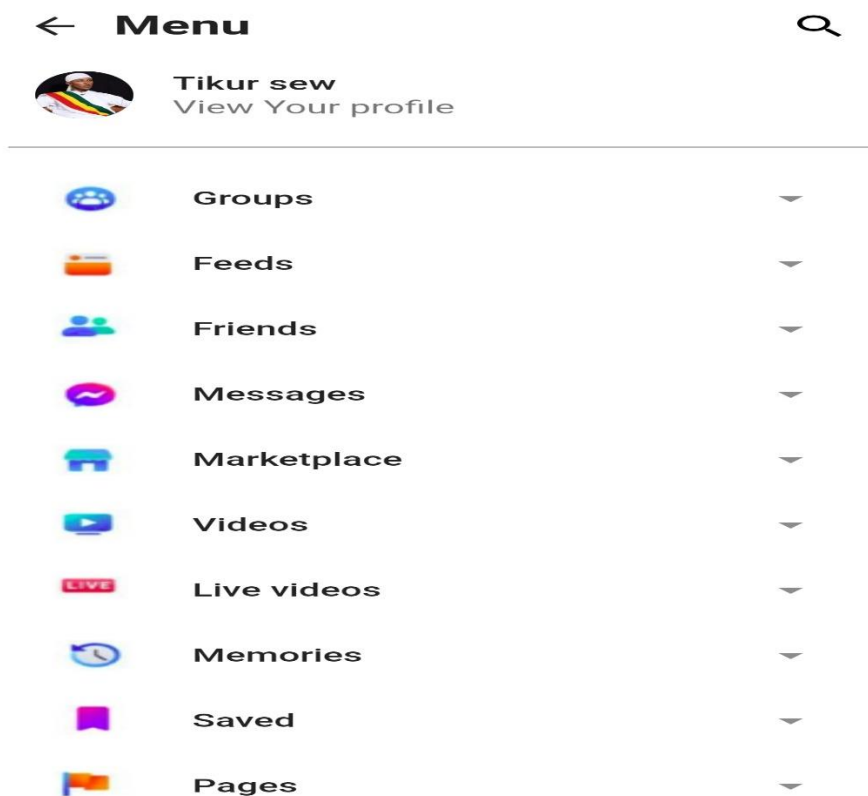 Menu
Tikur sew
View Your profile
Groups
Feeds
Friends
Messages
Marketplace
Videos
LIVE
Live videos
Memories
Saved
Pages